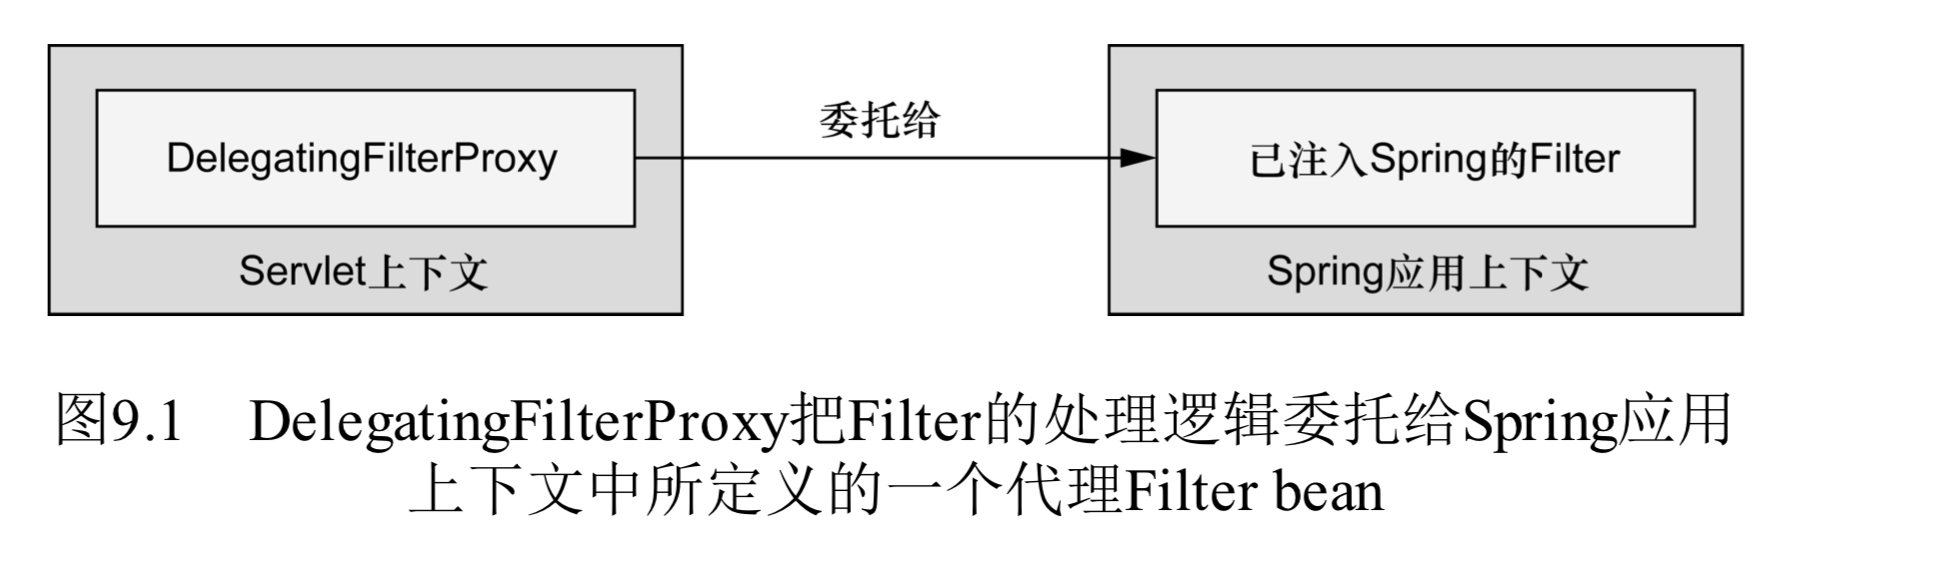 委托给
DelegatingFilterProxy
已注入Spring的Filter
Servlet上下文
Spring应用上下文
图9.1 DelegatingFilterProxy把Filter的处理逻辑委托给Spring应用
上下文中所定义的一个代理Filter bean